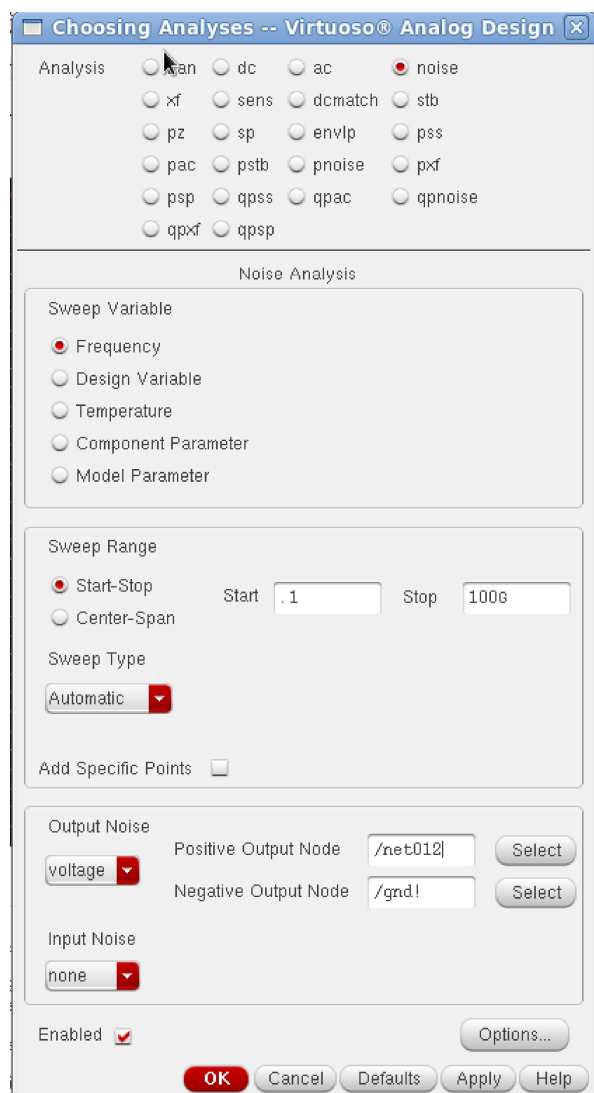 Choosing Analyses -- Virtuoso® Analog Design
Analysis tran dc ac noise
xf sens dcmatch stb
pz sp envlp pss
pac pstb pnoise pxf
psp qpss qpac qpnoise
qpxf qpsp
Noise Analysis
Sweep Variable
Frequency
Design Variable
Temperature
Component Parameter
Model Parameter
Sweep Range
Start-Stop Start .1 Stop 100G
Center-Span
Sweep Type
Automatic
Add Specific Points
Output Noise
voltage Positive Output Node /net012 Select
Negative Output Node /gnd! Select
Input Noise
none
Enabled Options...
OK Cancel Defaults Apply Help